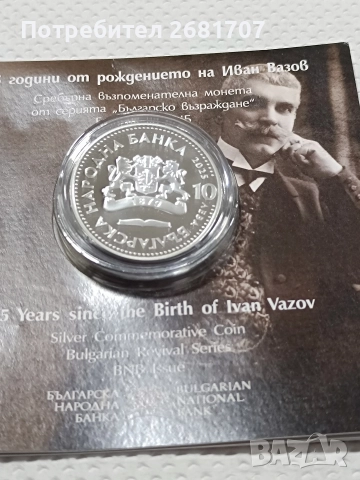 Потребител 2681707
години от рождението на Иван Вазов
Сребърна възпоменателна монета
от серията „Българско възраждане"
БЪЛГАРСКА НАРОДНА БАНКА
2025
10 ЛЕВА
1879
5 Years since the Birth of Ivan Vazov
Silver Commemorative Coin
Bulgarian Revival Series
BNB Issue
БЪЛГАРСКА
НАРОДНА
БАНКА
BULGARIAN
NATIONAL
BANK
BAZAR